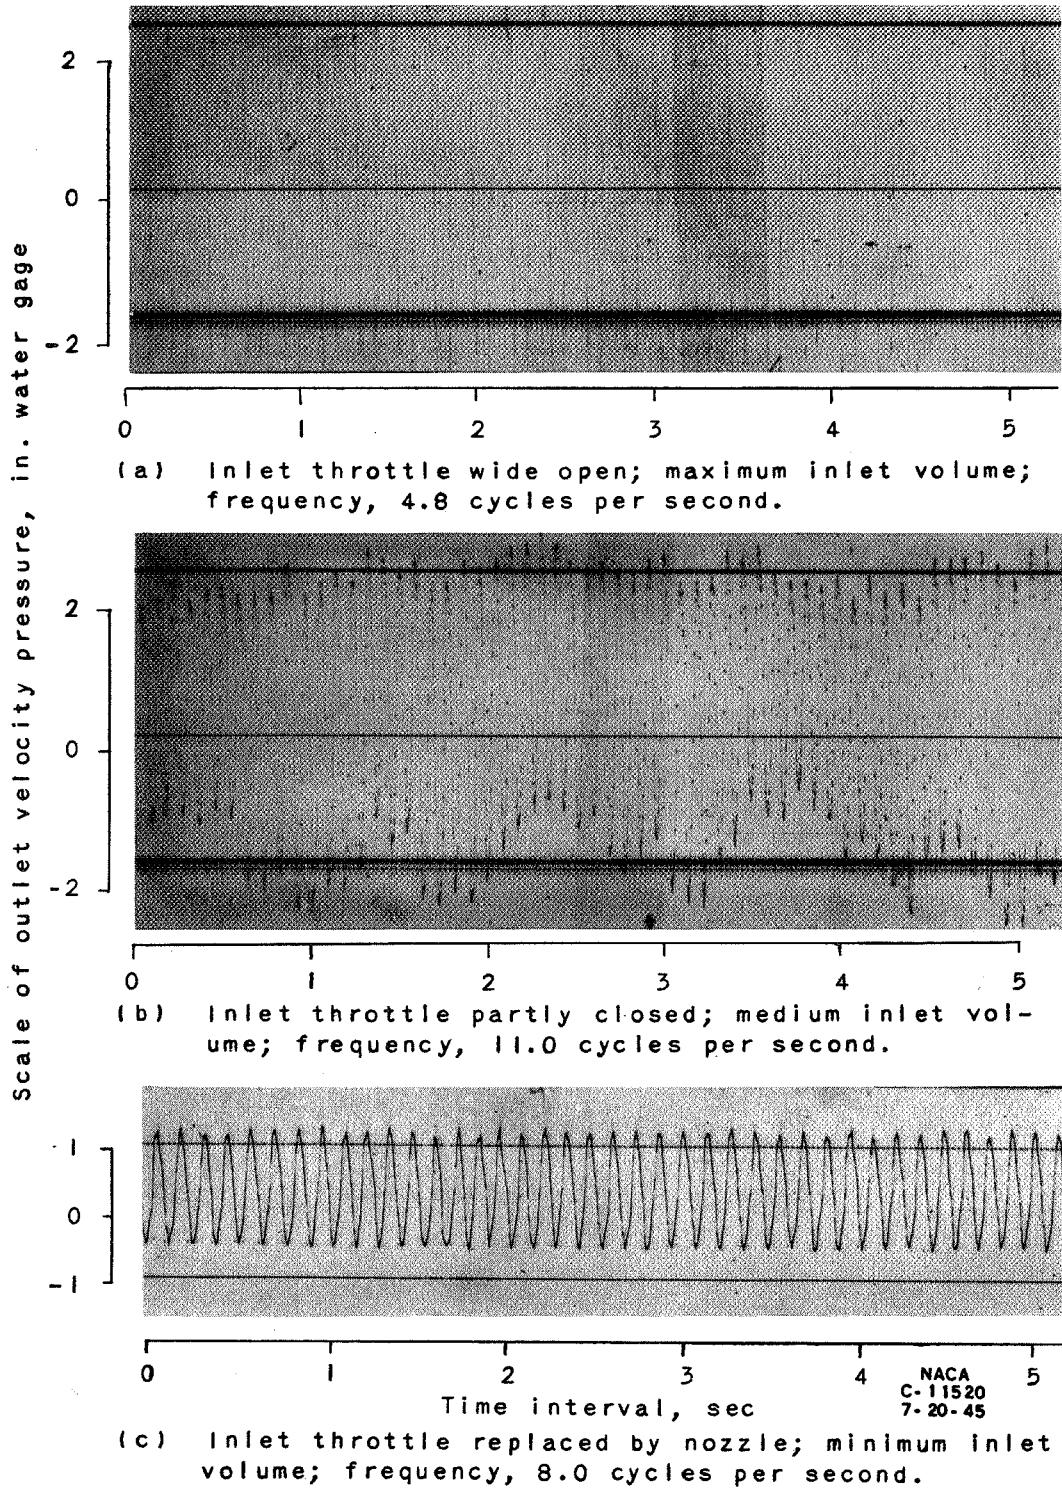 Scale of outlet velocity pressure, in. water gage
2
0
-2
0 1 2 3 4 5
(a) Inlet throttle wide open; maximum inlet volume;
frequency, 4.8 cycles per second.
2
0
-2
0 1 2 3 4 5
(b) Inlet throttle partly closed; medium inlet vol-
ume; frequency, 11.0 cycles per second.
1
0
-1
0 1 2 3 4 5
NACA
C-11520
7-20-45
Time interval, sec
(c) Inlet throttle replaced by nozzle; minimum inlet
volume; frequency, 8.0 cycles per second.